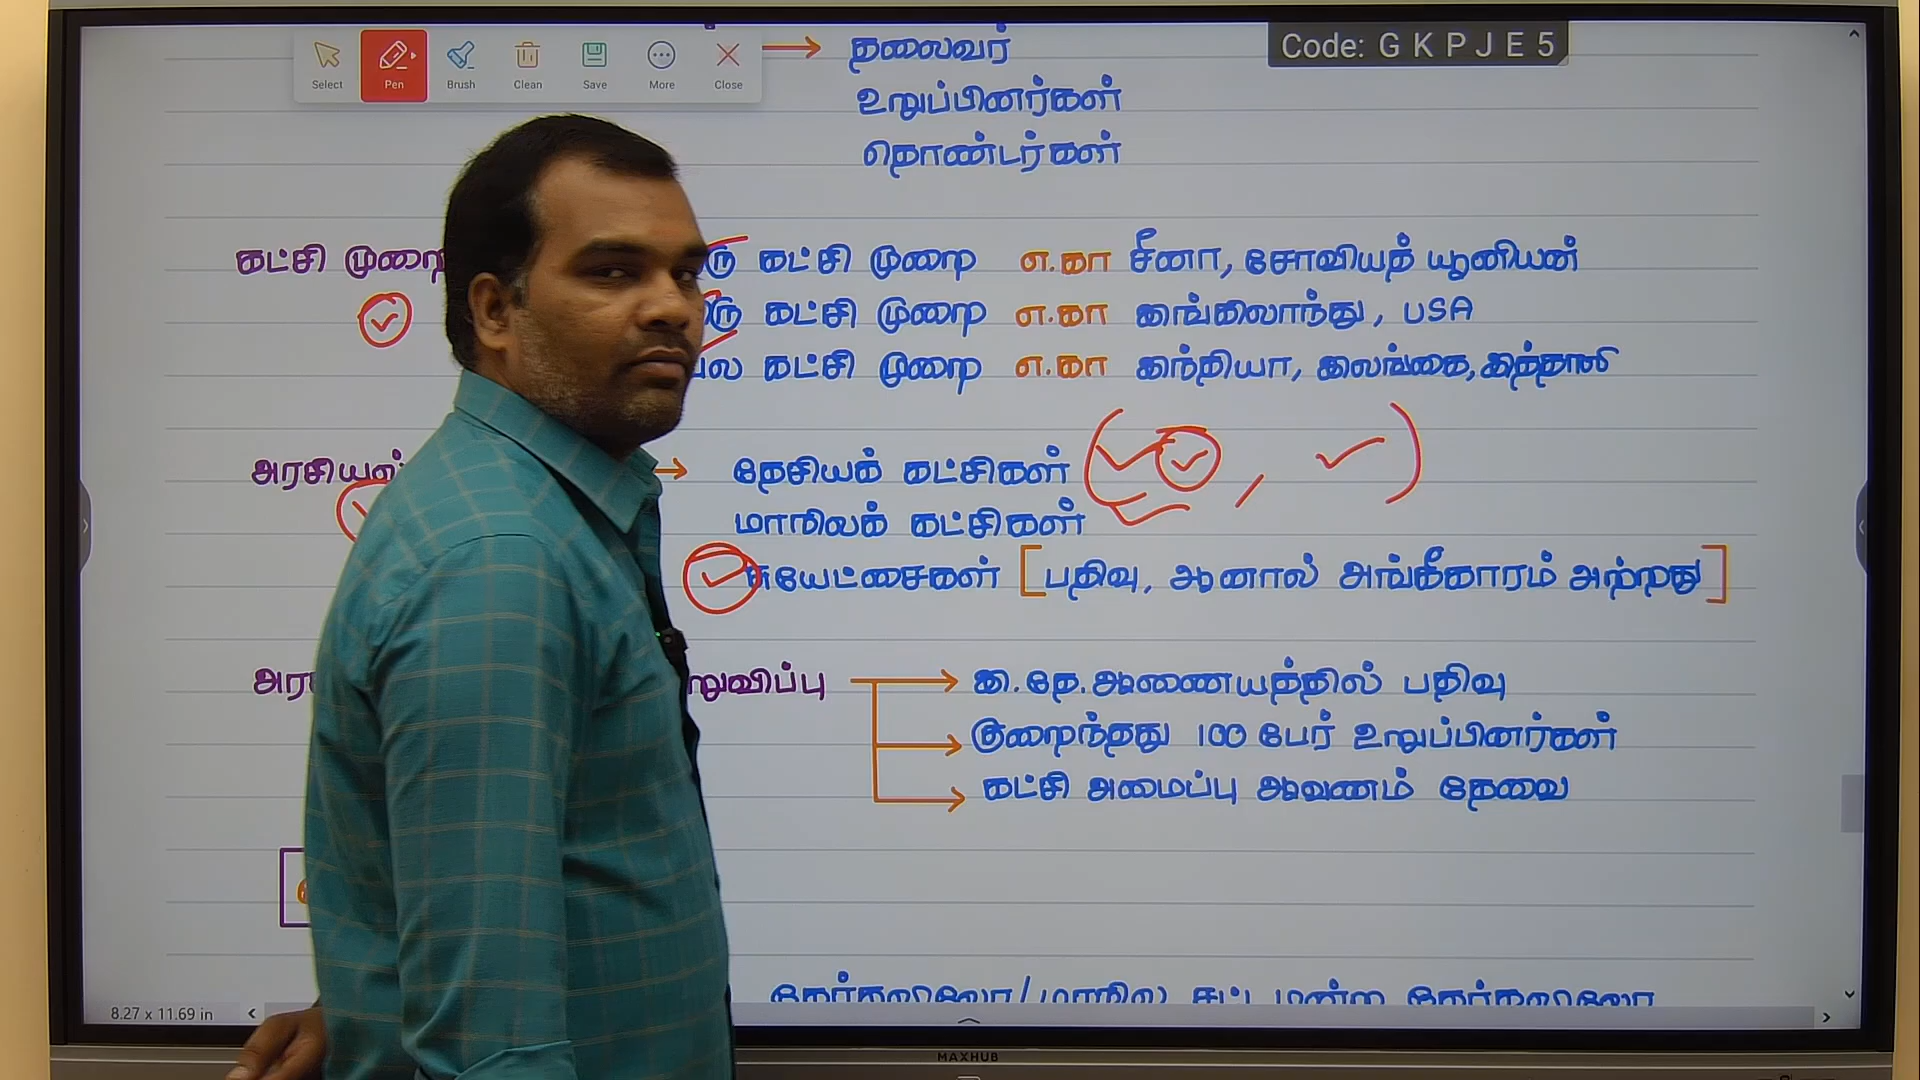 Select Pen Brush Clean Save More Close
Code: G K P J E 5
தலைவர்
உறுப்பினர்கள்
தொண்டர்கள்
கட்சி முறை கட்சி முறை எ.கா சீனா, சோவியத் யூனியன்
கட்சி முறை எ.கா இங்கிலாந்து, USA
பல கட்சி முறை எ.கா இந்தியா, இலங்கை, இத்தாலி
அரசியல் தேசியக் கட்சிகள்
மாநிலக் கட்சிகள்
சுயேட்சைகள் [பதிவு, ஆனால் அங்கீகாரம் அற்றது]
இ.தே.ஆணையத்தில் பதிவு
குறைந்தது 100 பேர் உறுப்பினர்கள்
கட்சி அமைப்பு ஆவணம் தேவை
8.27 x 11.69 in
MAXHUB